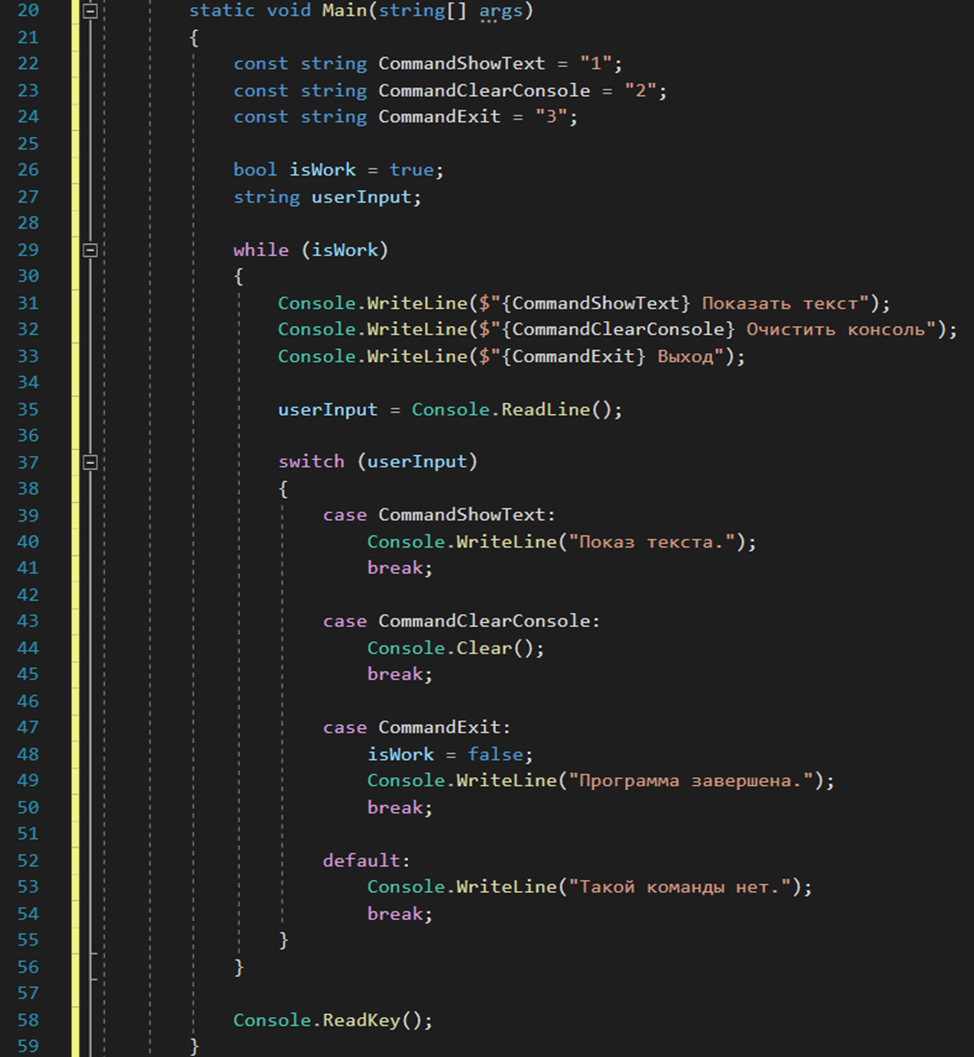 20 static void Main(string[] args)
21 {
22 const string CommandShowText = "1";
23 const string CommandClearConsole = "2";
24 const string CommandExit = "3";
25
26 bool isWork = true;
27 string userInput;
28
29 while (isWork)
30 {
31 Console.WriteLine($"{CommandShowText} Показать текст");
32 Console.WriteLine($"{CommandClearConsole} Очистить консоль");
33 Console.WriteLine($"{CommandExit} Выход");
34
35 userInput = Console.ReadLine();
36
37 switch (userInput)
38 {
39 case CommandShowText:
40 Console.WriteLine("Показ текста.");
41 break;
42
43 case CommandClearConsole:
44 Console.Clear();
45 break;
46
47 case CommandExit:
48 isWork = false;
49 Console.WriteLine("Программа завершена.");
50 break;
51
52 default:
53 Console.WriteLine("Такой команды нет.");
54 break;
55 }
56 }
57
58 Console.ReadKey();
59 }